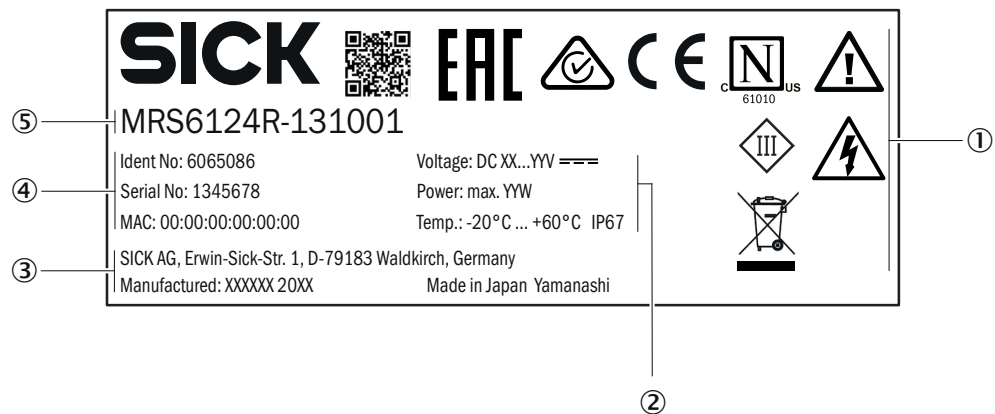 SICK EAC CE C N US
61010
⑤ MRS6124R-131001
III
①
Ident No: 6065086 Voltage: DC XX...YYV
④ Serial No: 1345678 Power: max. YYW
MAC: 00:00:00:00:00:00 Temp.: -20°C ... +60°C IP67
SICK AG, Erwin-Sick-Str. 1, D-79183 Waldkirch, Germany
③
Manufactured: XXXXXX 20XX Made in Japan Yamanashi
②